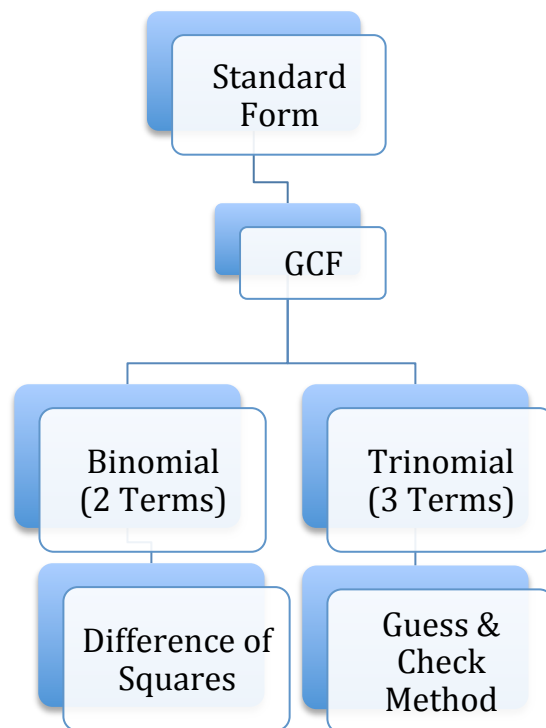 Standard
Form
GCF
Binomial
(2 Terms)
Trinomial
(3 Terms)
Difference of
Squares
Guess &
Check
Method